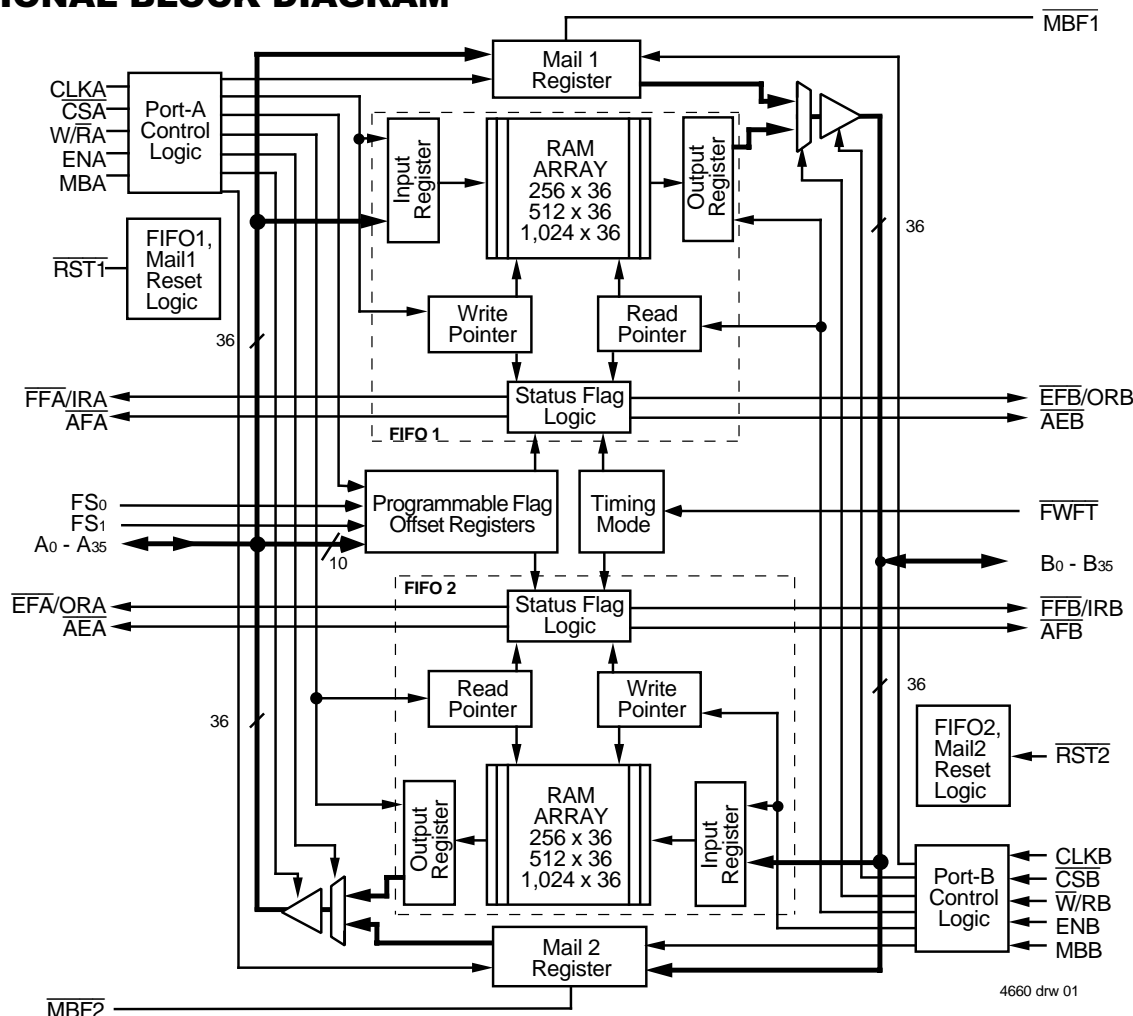 IONAL BLOCK DIAGRAM
MBF1
Mail 1
Register
CLKA
CSA
W/RA
ENA
MBA
Port-A
Control
Logic
Input
Register
RAM
ARRAY
256 x 36
512 x 36
1,024 x 36
Output
Register
36
RST1
FIFO1,
Mail1
Reset
Logic
36
Write
Pointer
Read
Pointer
FFA/IRA
AFA
Status Flag
Logic
EFB/ORB
AEB
FIFO 1
FS0
FS1
A0 - A35
Programmable Flag
Offset Registers
10
Timing
Mode
FWFT
B0 - B35
FIFO 2
EFA/ORA
AEA
Status Flag
Logic
FFB/IRB
AFB
36
Read
Pointer
Write
Pointer
36
FIFO2,
Mail2
Reset
Logic
RST2
Output
Register
RAM
ARRAY
256 x 36
512 x 36
1,024 x 36
Input
Register
Port-B
Control
Logic
CLKB
CSB
W/RB
ENB
MBB
Mail 2
Register
4660 drw 01
MBF2